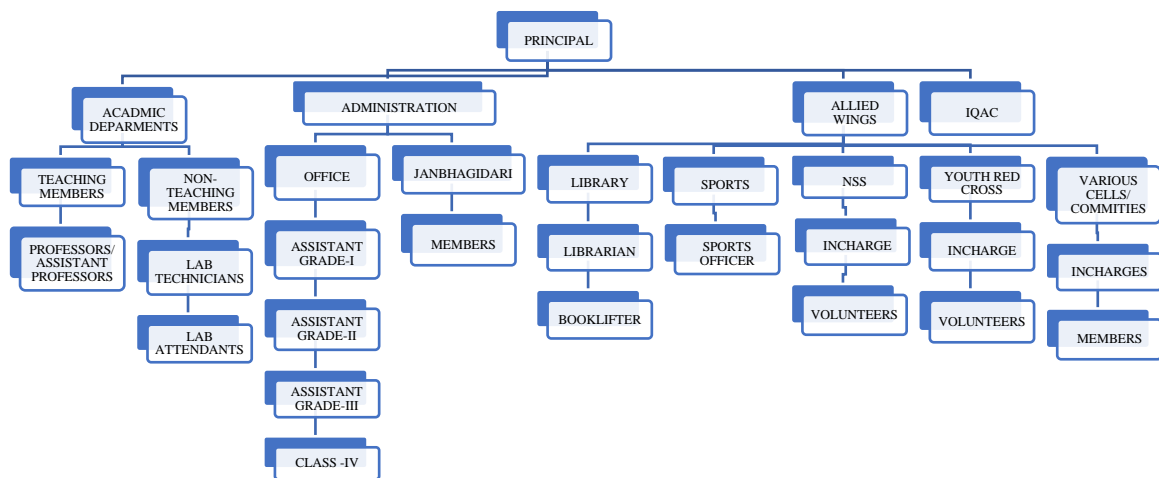 PRINCIPAL
ACADMIC
DEPARMENTS
ADMINISTRATION
ALLIED
WINGS
IQAC
TEACHING
MEMBERS
NON-
TEACHING
MEMBERS
OFFICE
JANBHAGIDARI
LIBRARY
SPORTS
NSS
YOUTH RED
CROSS
VARIOUS
CELLS/
COMMITIES
PROFESSORS/
ASSISTANT
PROFESSORS
LAB
TECHNICIANS
ASSISTANT
GRADE-I
MEMBERS
LIBRARIAN
SPORTS
OFFICER
INCHARGE
INCHARGE
INCHARGES
LAB
ATTENDANTS
ASSISTANT
GRADE-II
BOOKLIFTER
VOLUNTEERS
VOLUNTEERS
MEMBERS
ASSISTANT
GRADE-III
CLASS -IV